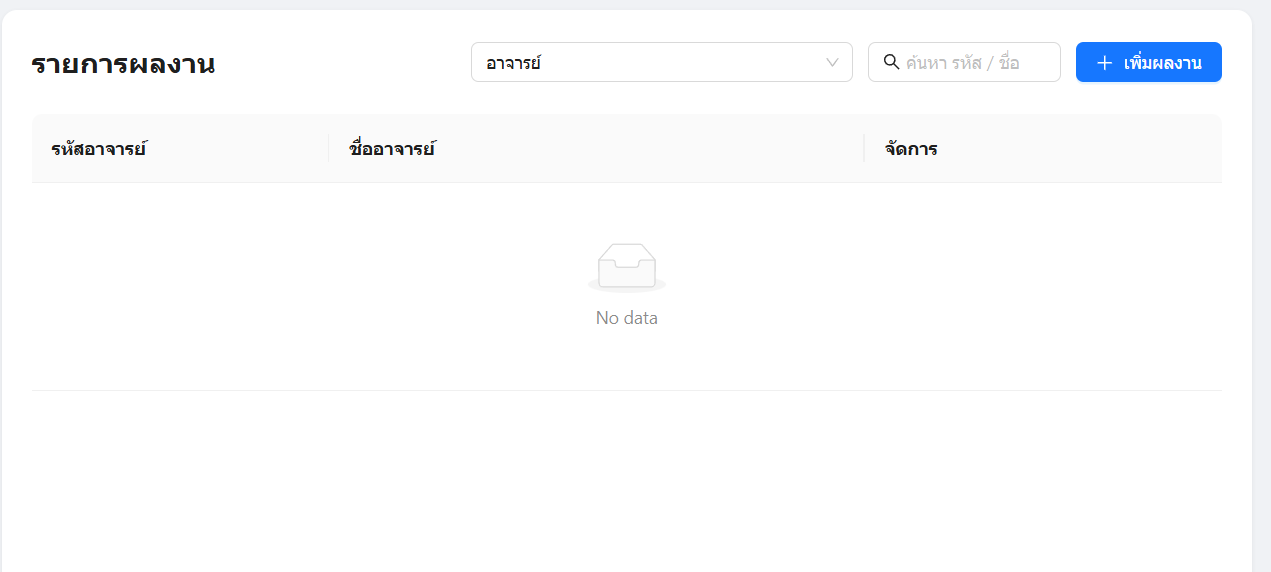 รายการผลงาน
อาจารย์
ค้นหา รหัส / ชื่อ
เพิ่มผลงาน
รหัสอาจารย์
ชื่ออาจารย์
จัดการ
No data